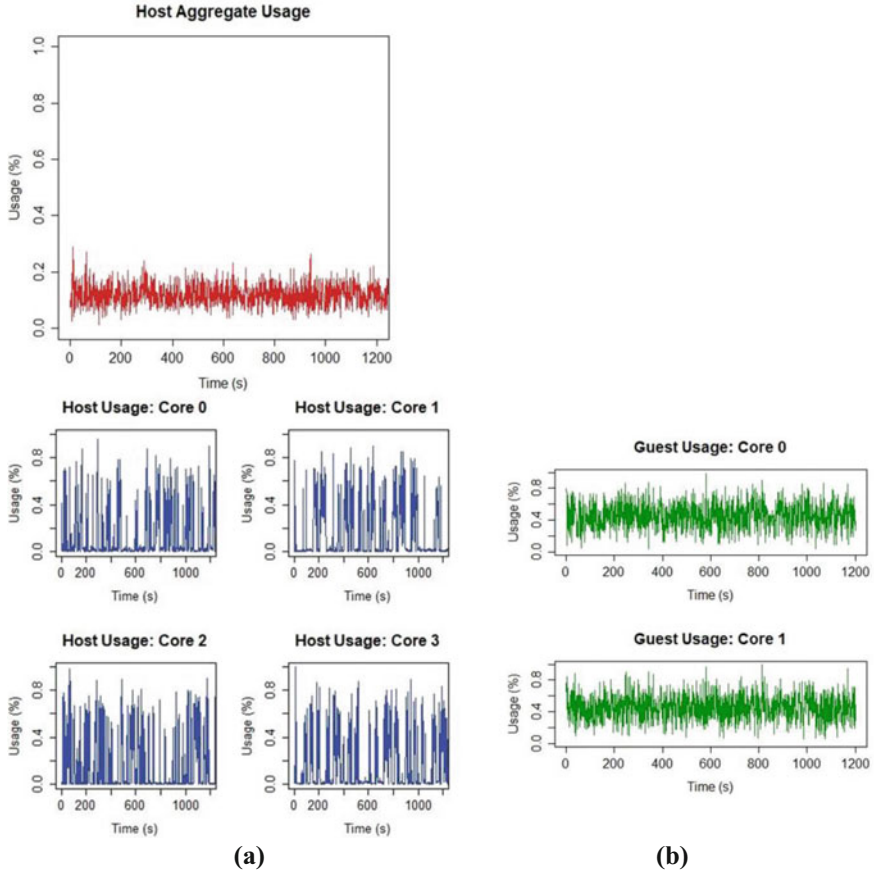 Host Aggregate Usage
Usage (%)
1.0
0.8
0.6
0.4
0.2
0.0
0 200 400 600 800 1000 1200
Time (s)
Host Usage: Core 0
Usage (%)
0.8
0.4
0.0
0 200 600 1000
Time (s)
Host Usage: Core 1
Usage (%)
0.8
0.4
0.0
0 200 600 1000
Time (s)
Host Usage: Core 2
Usage (%)
0.8
0.4
0.0
0 200 600 1000
Time (s)
Host Usage: Core 3
Usage (%)
0.8
0.4
0.0
0 200 600 1000
Time (s)
(a)
Guest Usage: Core 0
Usage (%)
0.8
0.4
0.0
0 200 400 600 800 1000 1200
Time (s)
Guest Usage: Core 1
Usage (%)
0.8
0.4
0.0
0 200 400 600 800 1000 1200
Time (s)
(b)